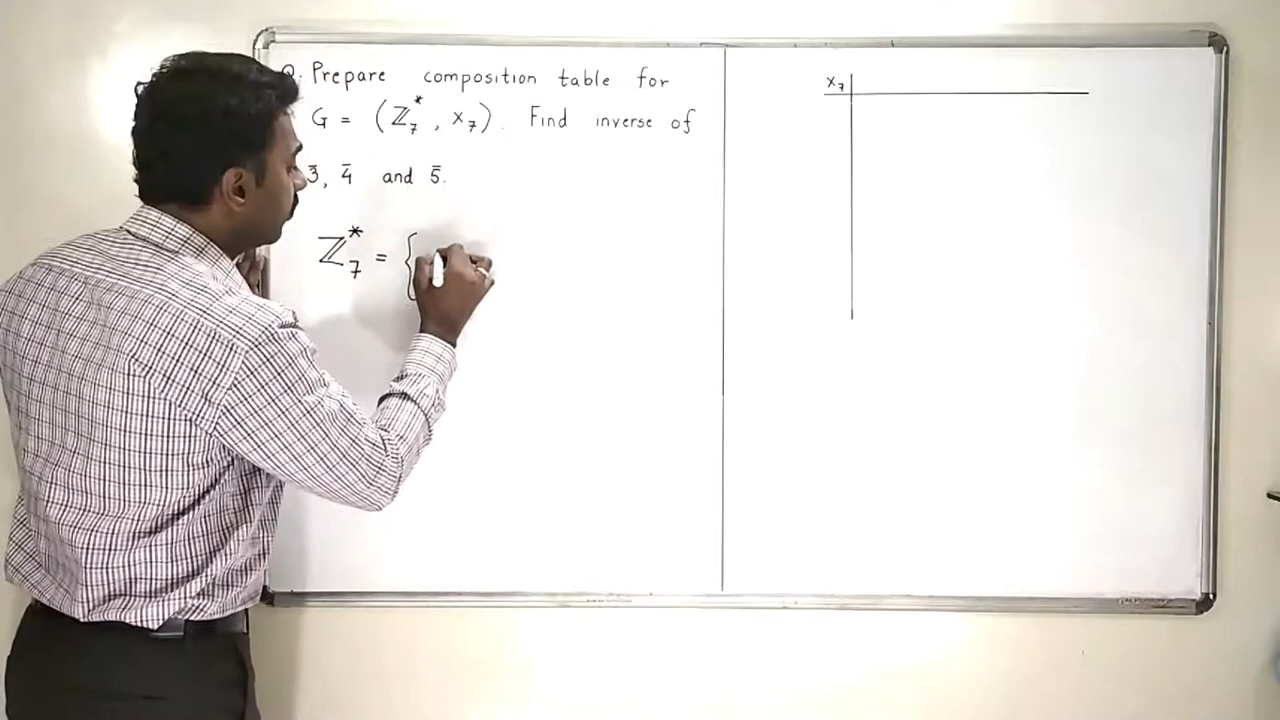 Q. Prepare composition table for
G = (ℤ₇*, ×₇). Find inverse of
3̄, 4̄ and 5̄.
ℤ₇* = {
×₇